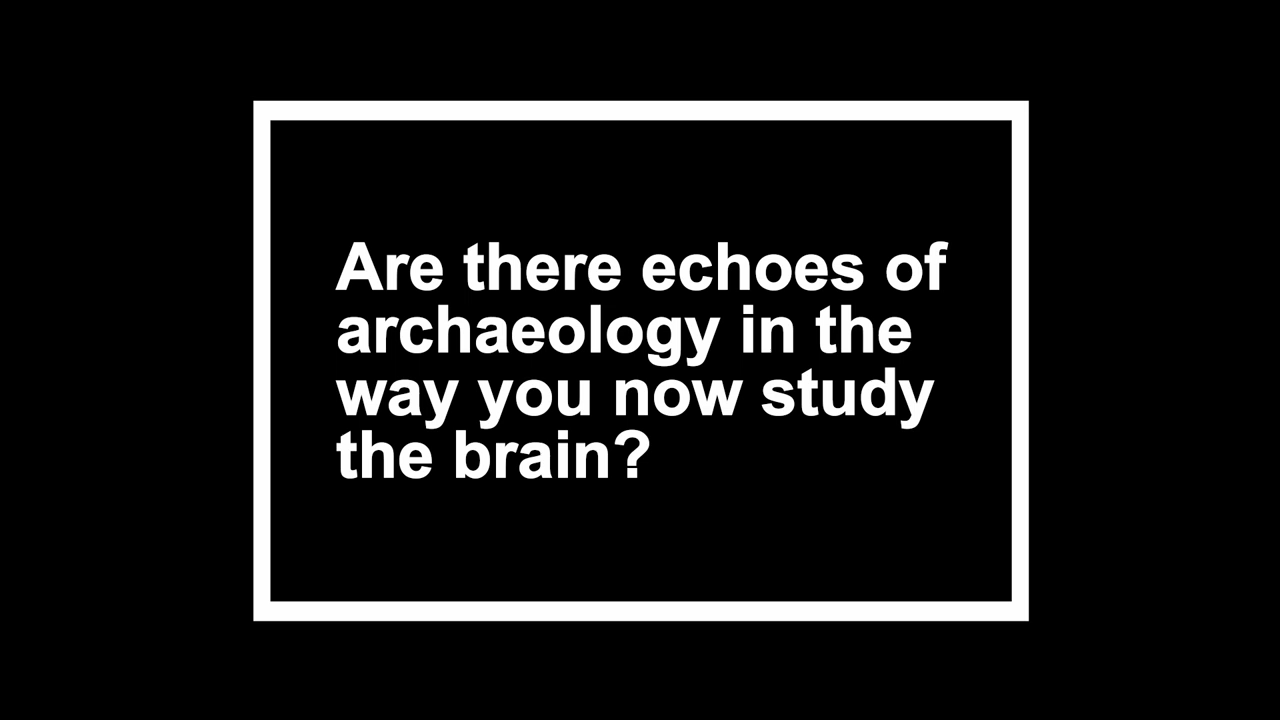 Are there echoes of
archaeology in the
way you now study
the brain?